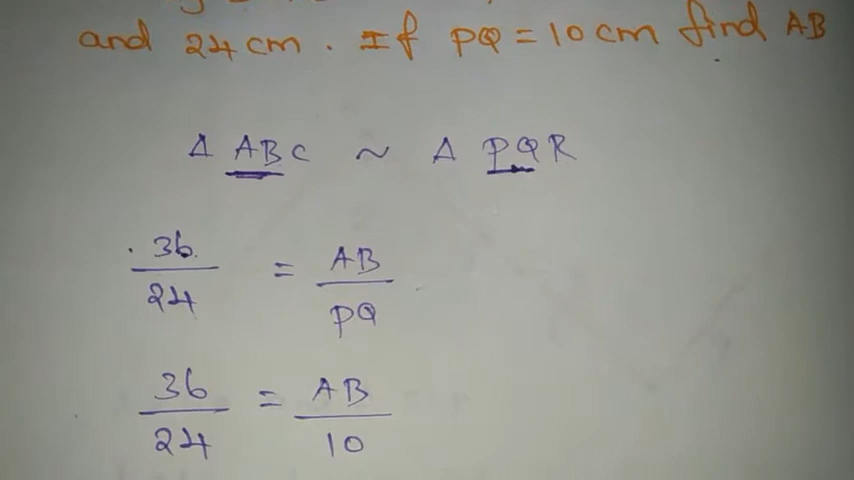 and 24 cm. If PQ = 10 cm find AB
Δ ABC ~ Δ PQR
36/24 = AB/PQ
36/24 = AB/10